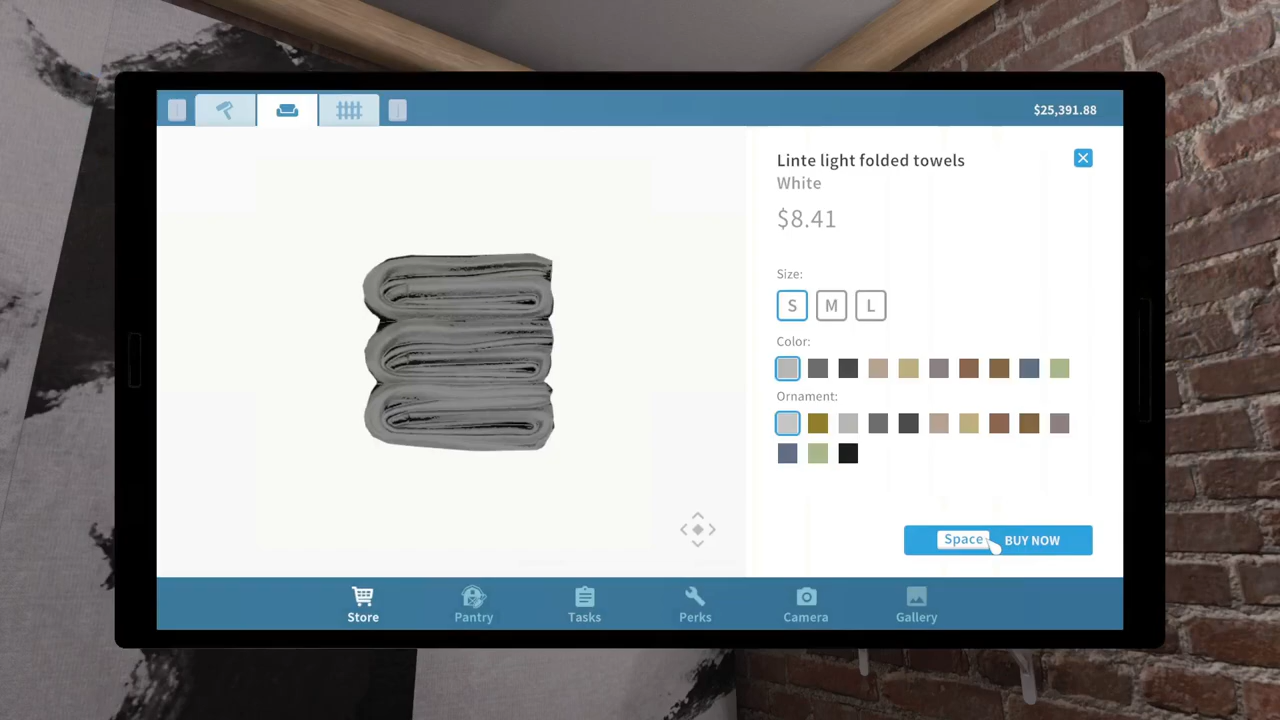 $25,391.88
Linte light folded towels
White
$8.41
Size:
S M L
Color:
Ornament:
Space BUY NOW
Store Pantry Tasks Perks Camera Gallery